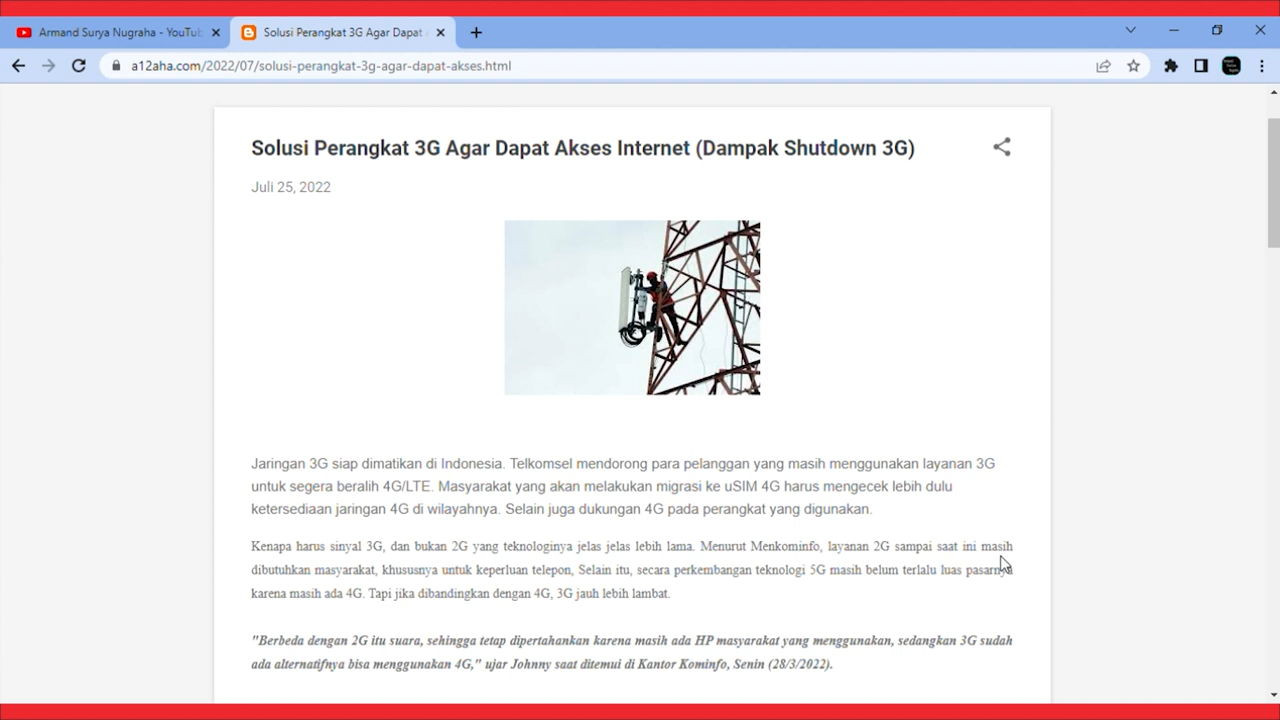 Armand Surya Nugraha - YouTu
Solusi Perangkat 3G Agar Dapat
a12aha.com/2022/07/solusi-perangkat-3g-agar-dapat-akses.html
Solusi Perangkat 3G Agar Dapat Akses Internet (Dampak Shutdown 3G)
Juli 25, 2022
Jaringan 3G siap dimatikan di Indonesia. Telkomsel mendorong para pelanggan yang masih menggunakan layanan 3G
untuk segera beralih 4G/LTE. Masyarakat yang akan melakukan migrasi ke uSIM 4G harus mengecek lebih dulu
ketersediaan jaringan 4G di wilayahnya. Selain juga dukungan 4G pada perangkat yang digunakan.
Kenapa harus sinyal 3G, dan bukan 2G yang teknologinya jelas jelas lebih lama. Menurut Menkominfo, layanan 2G sampai saat ini masih
dibutuhkan masyarakat, khususnya untuk keperluan telepon, Selain itu, secara perkembangan teknologi 5G masih belum terlalu luas pasarnya
karena masih ada 4G. Tapi jika dibandingkan dengan 4G, 3G jauh lebih lambat.
"Berbeda dengan 2G itu suara, sehingga tetap dipertahankan karena masih ada HP masyarakat yang menggunakan, sedangkan 3G sudah
ada alternatifnya bisa menggunakan 4G," ujar Johnny saat ditemui di Kantor Kominfo, Senin (28/3/2022).